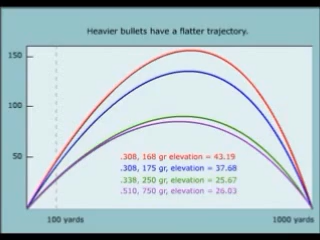 Heavier bullets have a flatter trajectory.
150
100
50
.308, 168 gr elevation = 43.19
.308, 175 gr, elevation = 37.68
.338, 250 gr, elevation = 25.67
.510, 750 gr, elevation = 26.03
100 yards
1000 yards